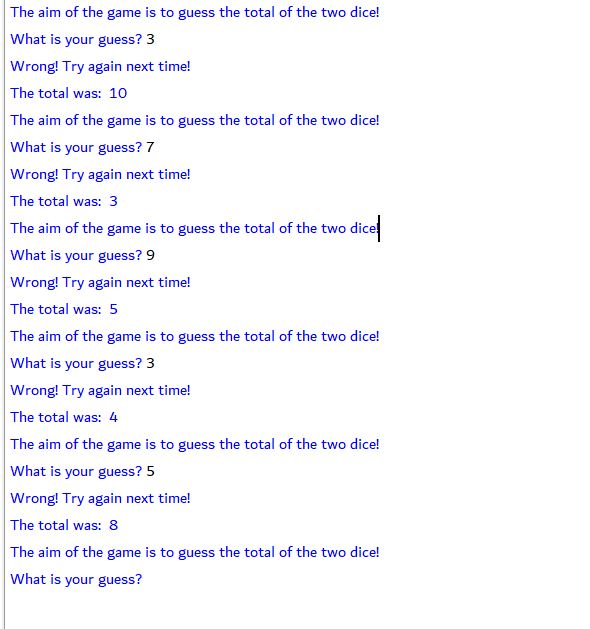 The aim of the game is to guess the total of the two dice!
What is your guess? 3
Wrong! Try again next time!
The total was:  10
The aim of the game is to guess the total of the two dice!
What is your guess? 7
Wrong! Try again next time!
The total was:  3
The aim of the game is to guess the total of the two dice!
What is your guess? 9
Wrong! Try again next time!
The total was:  5
The aim of the game is to guess the total of the two dice!
What is your guess? 3
Wrong! Try again next time!
The total was:  4
The aim of the game is to guess the total of the two dice!
What is your guess? 5
Wrong! Try again next time!
The total was:  8
The aim of the game is to guess the total of the two dice!
What is your guess?